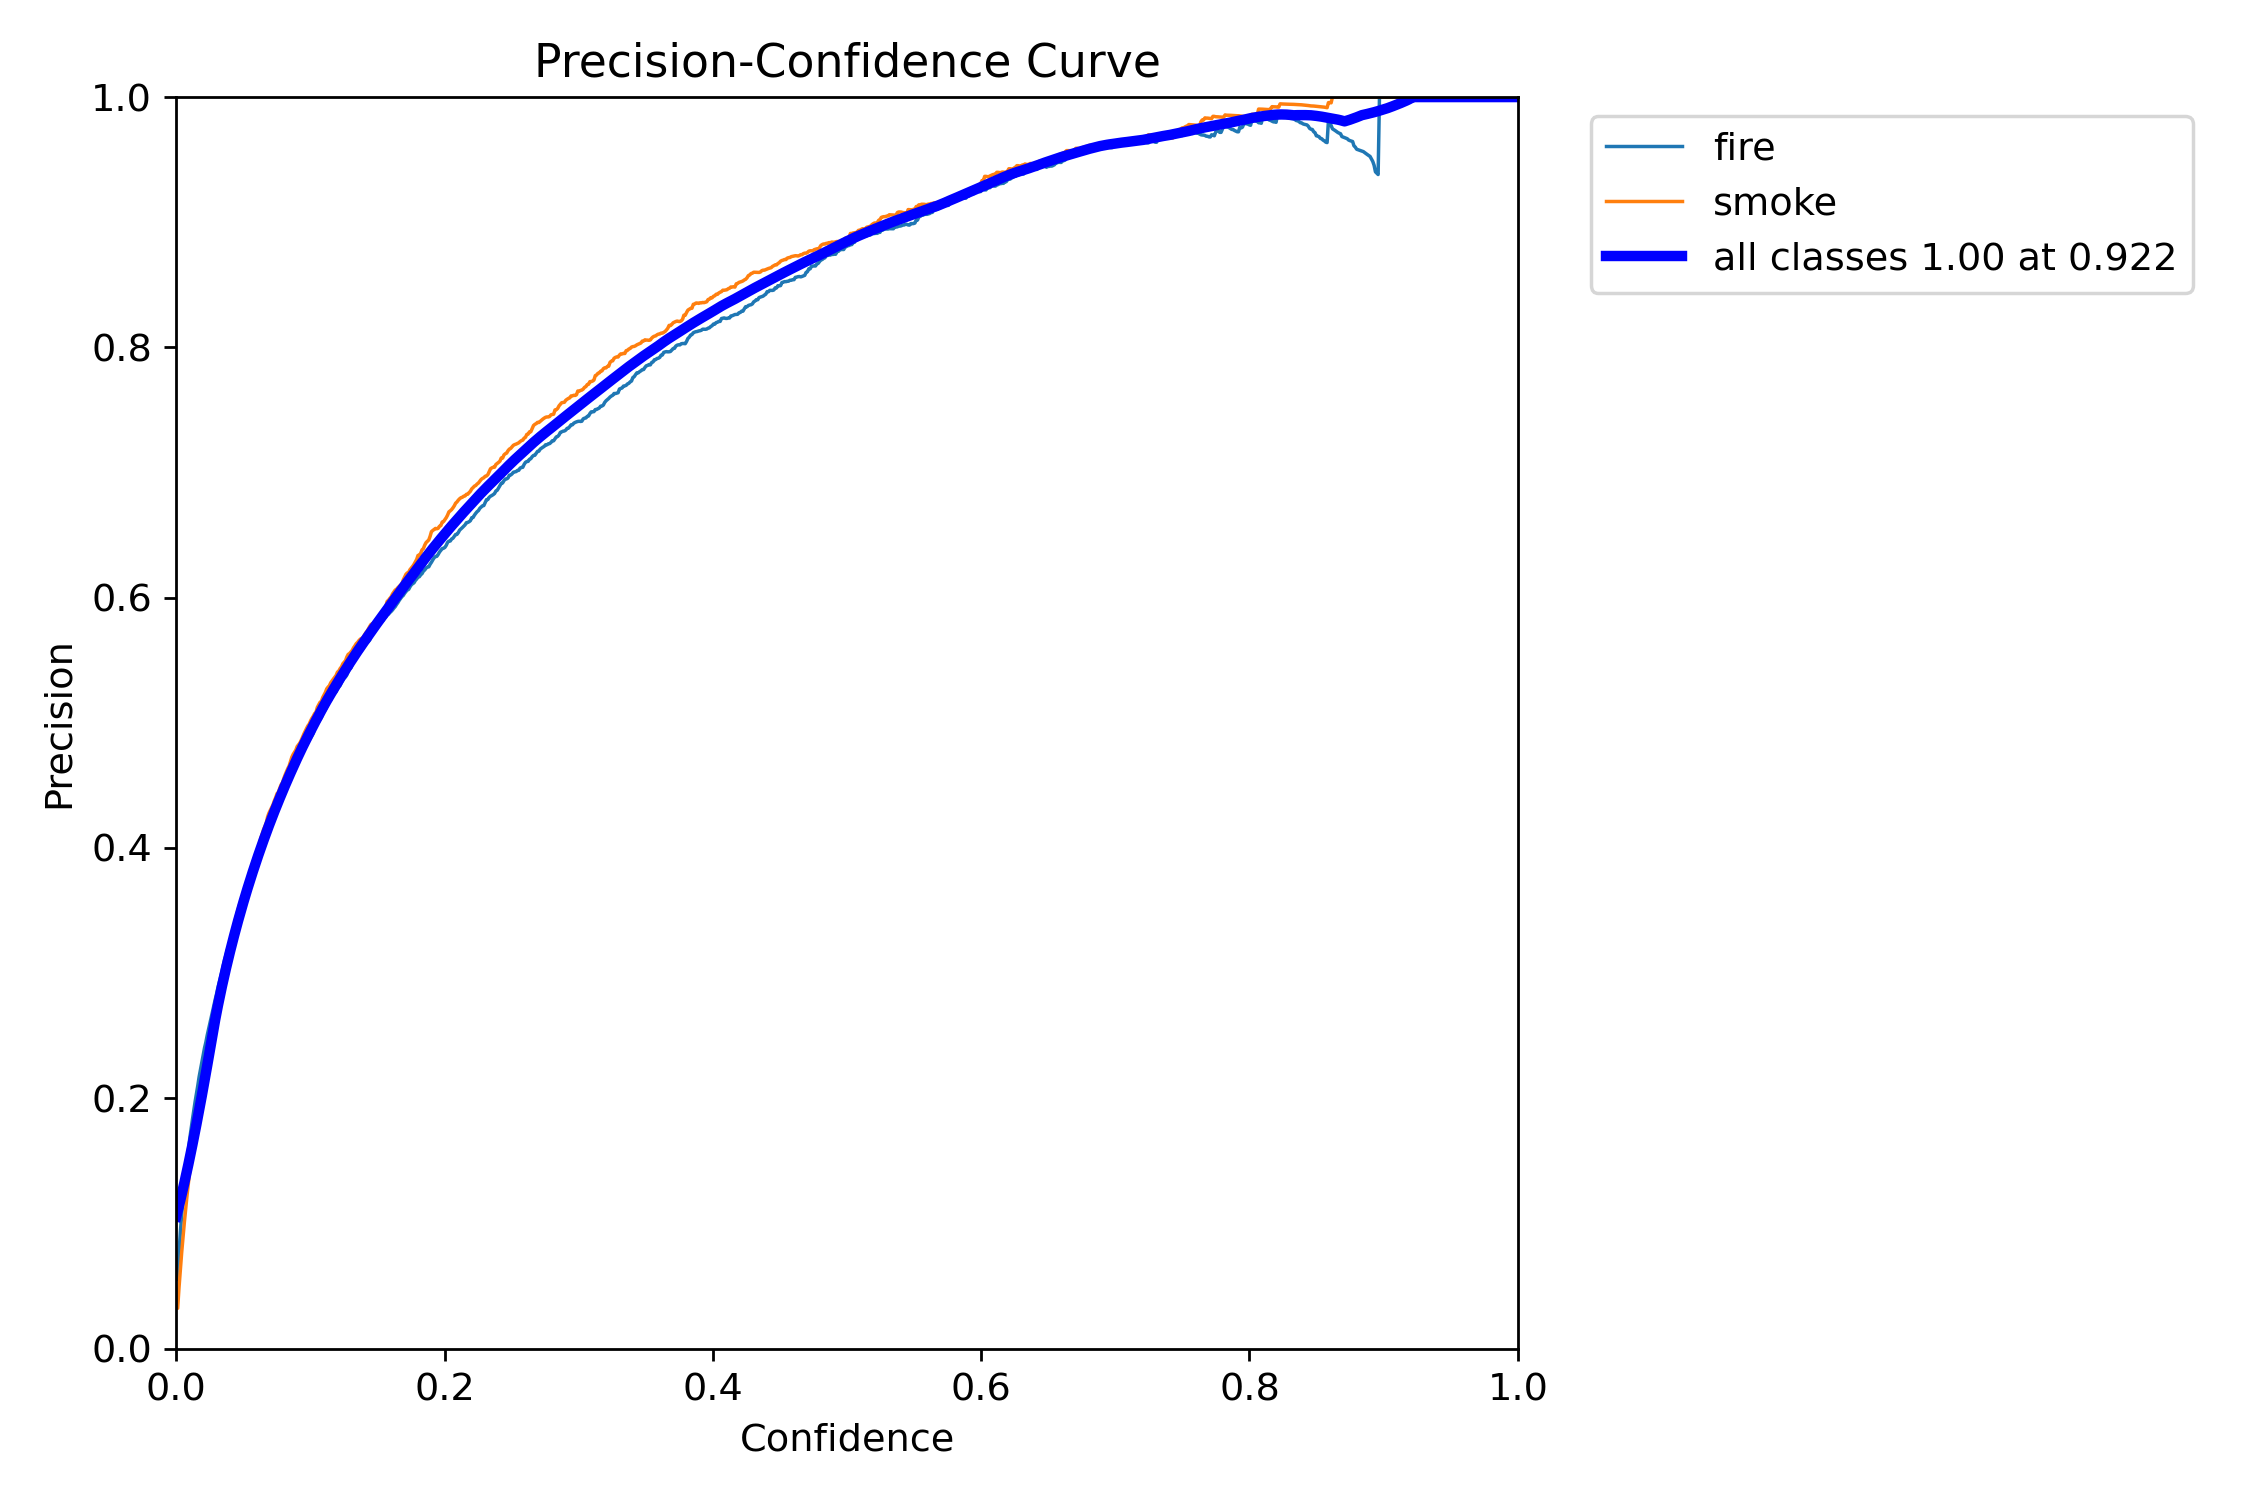 Precision-Confidence Curve
1.0
0.8
0.6
0.4
0.2
0.0
Precision
0.0 0.2 0.4 0.6 0.8 1.0
Confidence
fire
smoke
all classes 1.00 at 0.922